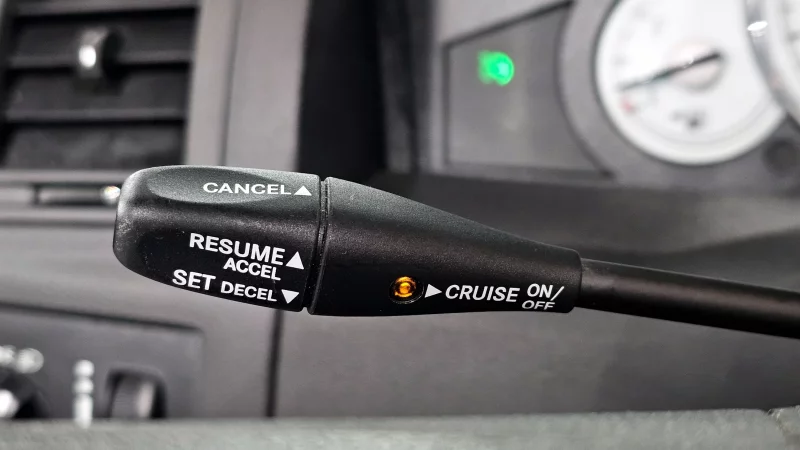 CANCEL▲
RESUME▲
ACCEL
SET DECEL▼
▶CRUISE ON/
OFF